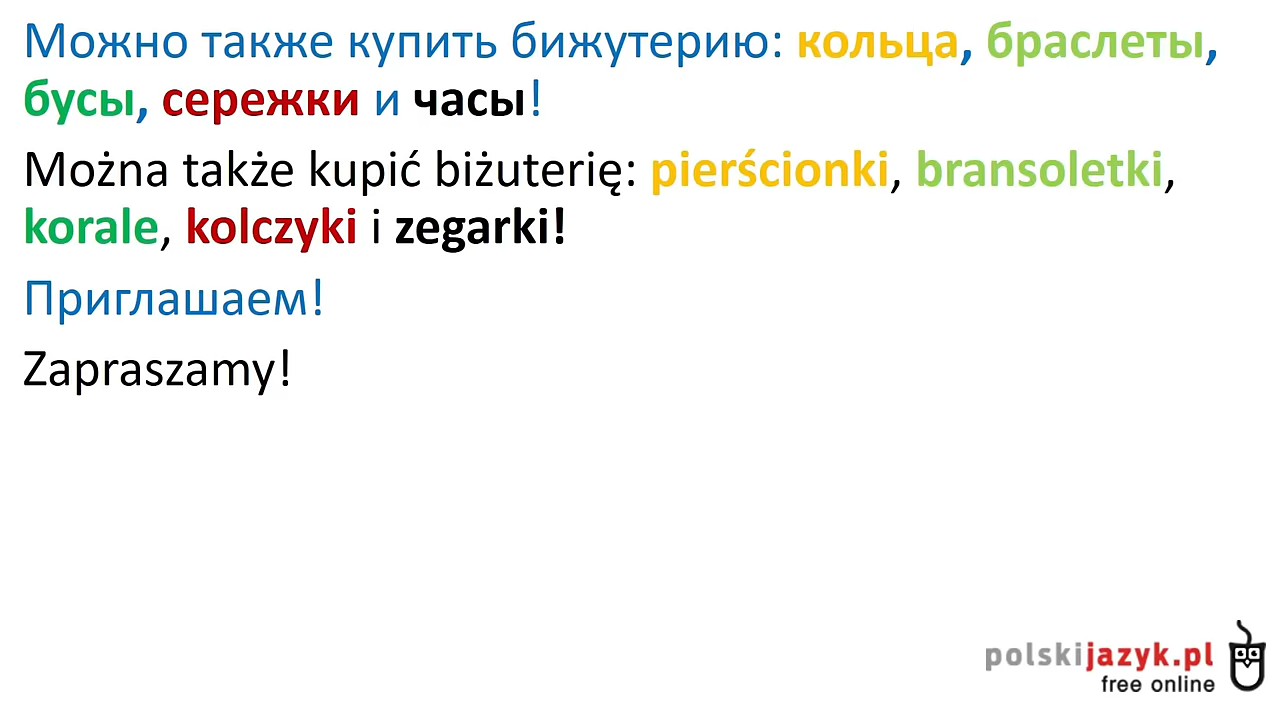 Можно также купить бижутерию: кольца, браслеты,
бусы, сережки и часы!
Można także kupić biżuterię: pierścionki, bransoletki,
korale, kolczyki i zegarki!
Приглашаем!
Zapraszamy!
polskijazyk.pl
free online